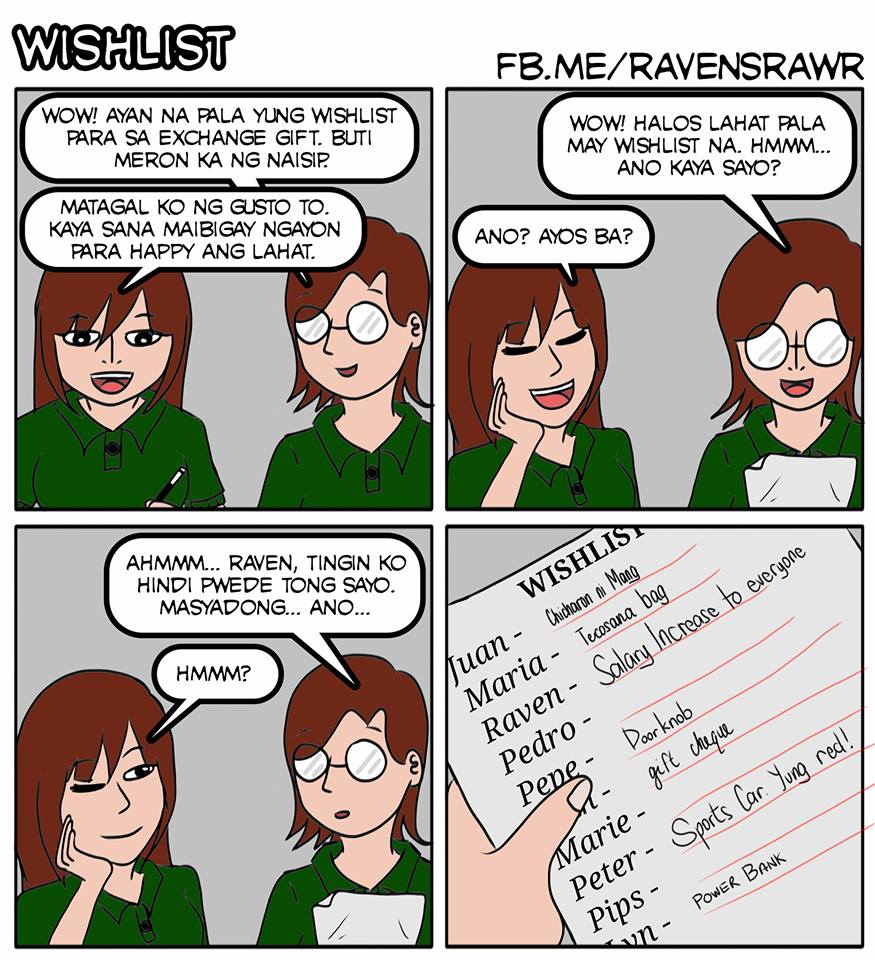 WISHLIST
FB.ME/RAVENSRAWR
WOW! AYAN NA PALA YUNG WISHLIST
PARA SA EXCHANGE GIFT. BUTI
MERON KA NG NAISIP.
MATAGAL KO NG GUSTO TO.
KAYA SANA MAIBIGAY NGAYON
PARA HAPPY ANG LAHAT.
WOW! HALOS LAHAT PALA
MAY WISHLIST NA. HMMM...
ANO KAYA SAYO?
ANO? AYOS BA?
AHMMM... RAVEN, TINGIN KO
HINDI PWEDE TONG SAYO.
MASYADONG... ANO...
HMMM?
WISHLIST
Juan - Chicharon ni Mang
Maria - Tecosana bag
Raven - Salary Increase to everyone
Pedro -
Pepe - Doorknob
n - gift cheque
Marie -
Peter - Sports Car. Yung red!
Pips -
Lyn - POWER BANK